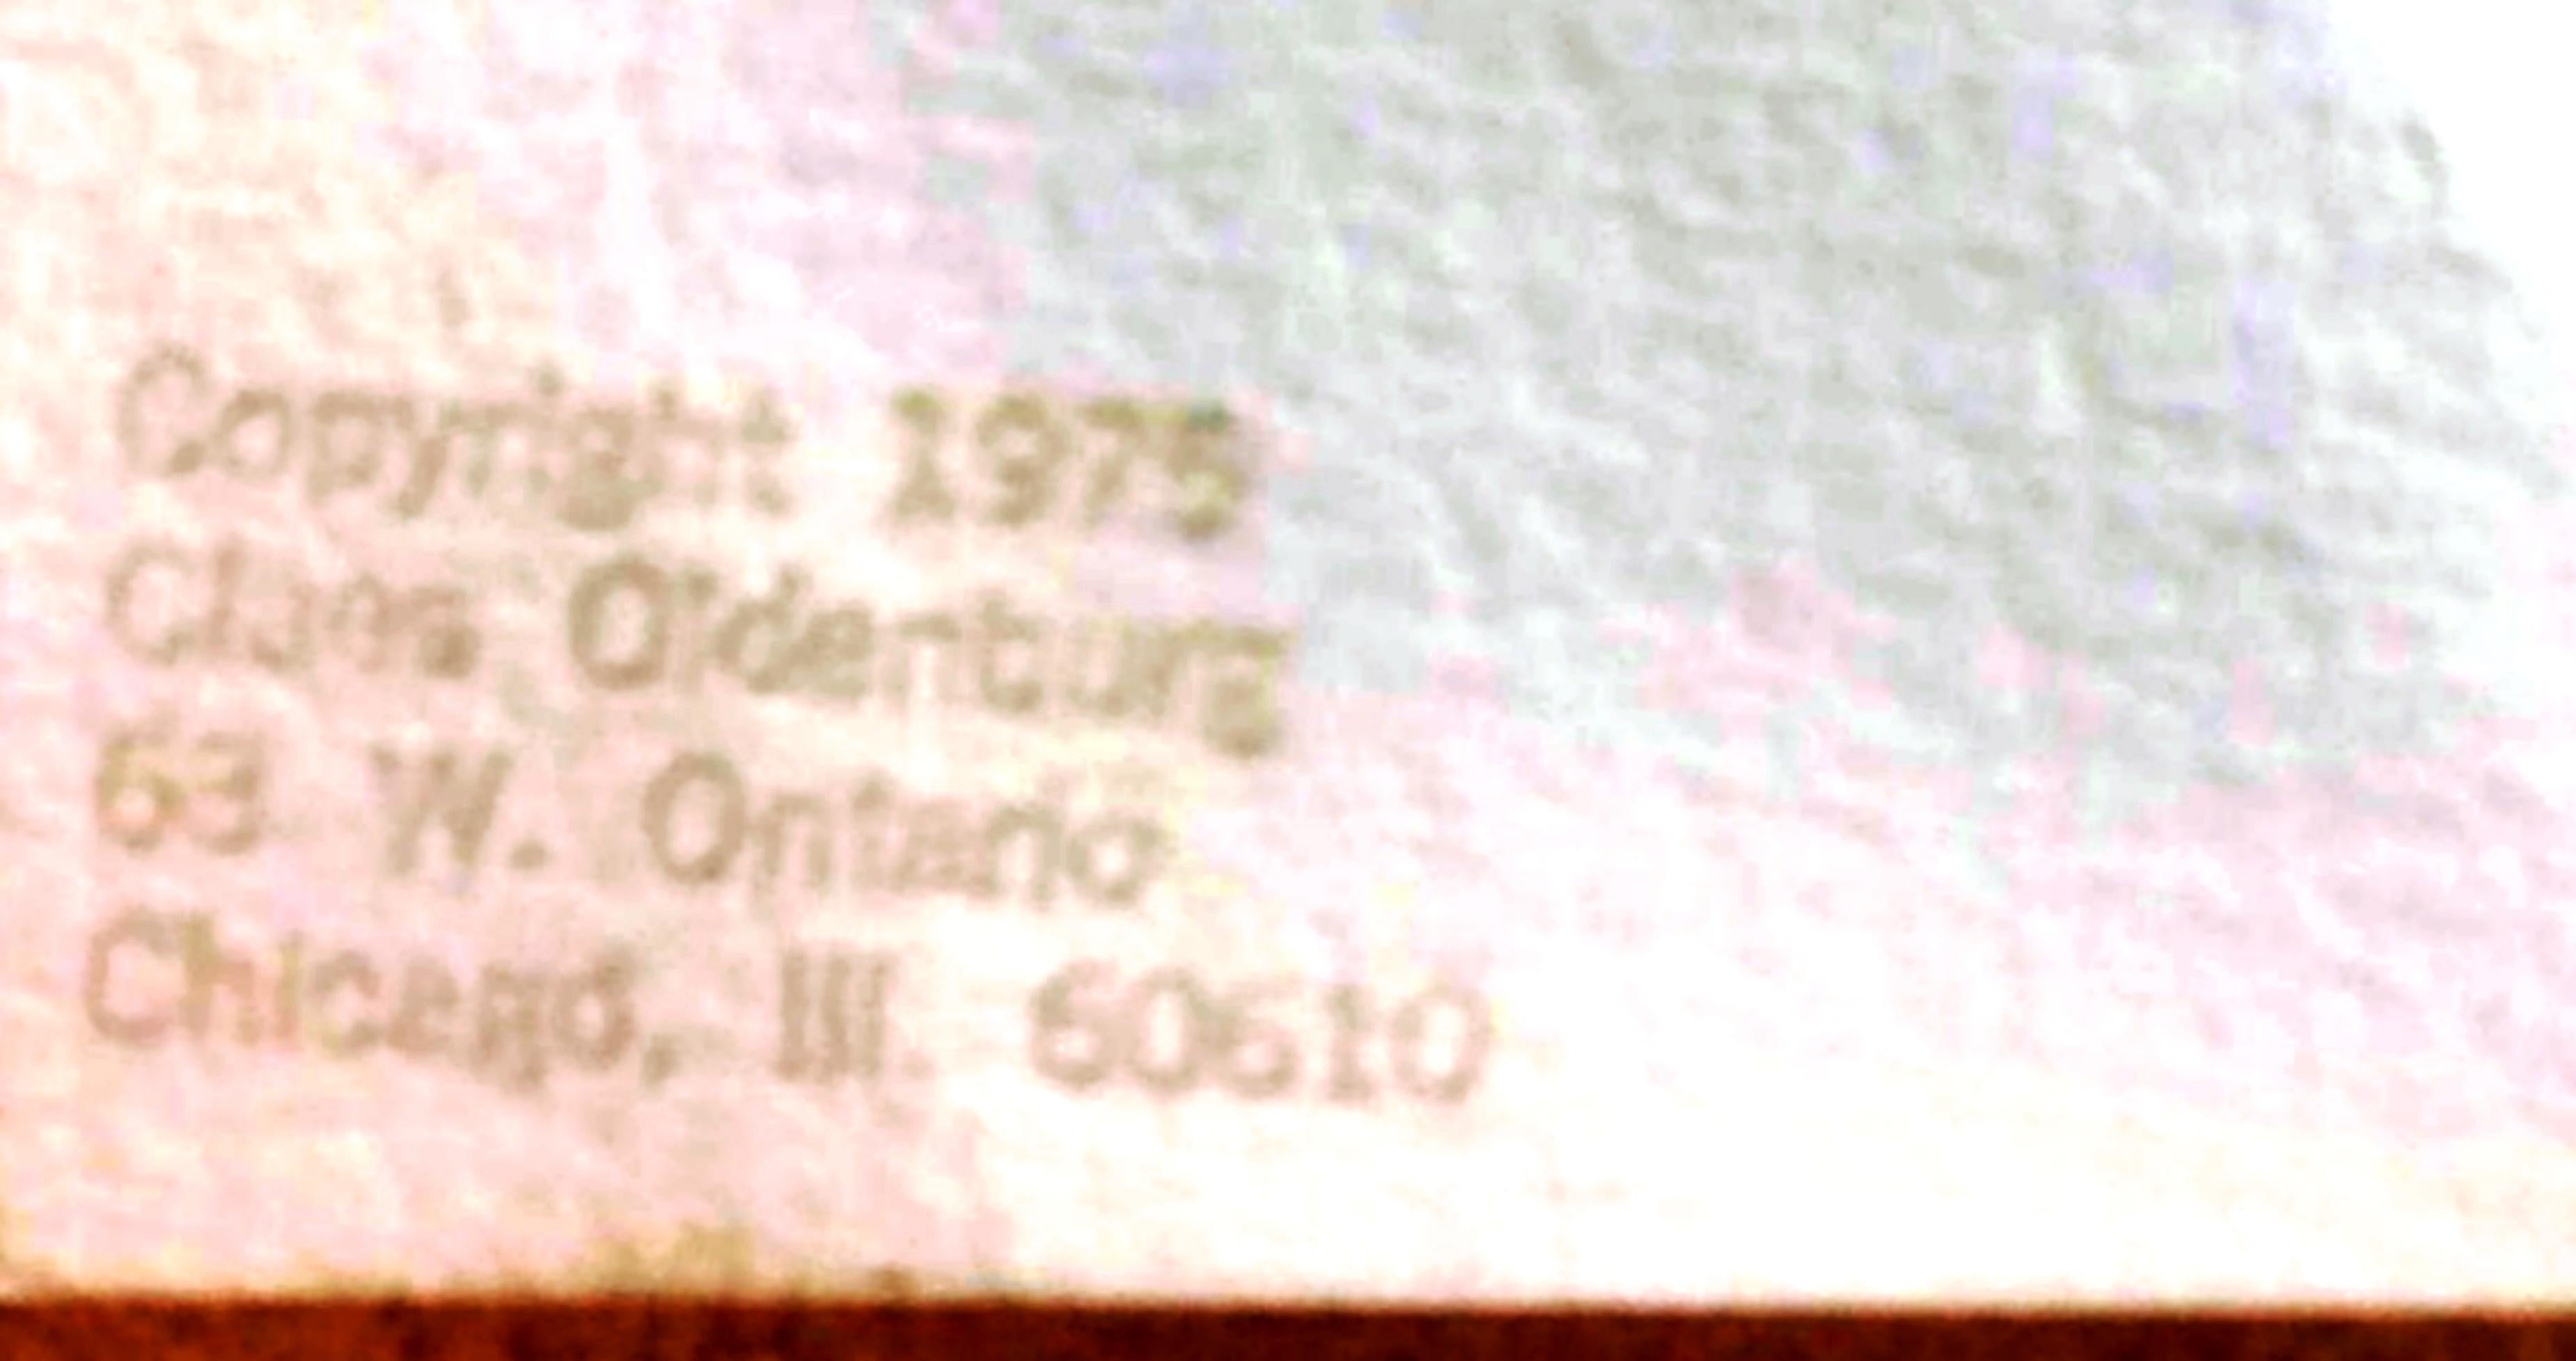 Copyright 1975
Claes Oldenburg
63 W. Ontario
Chicago, Ill. 60610